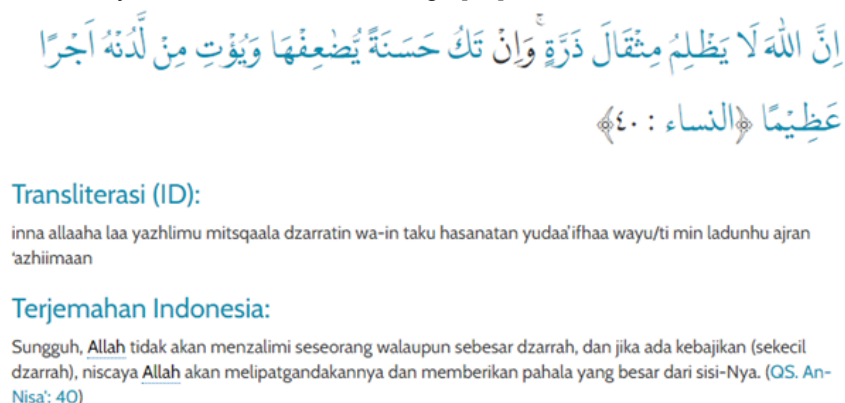 اِنَّ اللّٰهَ لَا يَظْلِمُ مِثْقَالَ ذَرَّةٍ ۚوَاِنْ تَكُ حَسَنَةً يُّضٰعِفْهَا وَيُؤْتِ مِنْ لَّدُنْهُ اَجْرًا
عَظِيْمًا ﴿النساء : ٤٠﴾
Transliterasi (ID):
inna allaaha laa yazhlimu mitsqaala dzarratin wa-in taku hasanatan yudaa'ifhaa wayu/ti min ladunhu ajran
'azhiimaan
Terjemahan Indonesia:
Sungguh, Allah tidak akan menzalimi seseorang walaupun sebesar dzarrah, dan jika ada kebajikan (sekecil
dzarrah), niscaya Allah akan melipatgandakannya dan memberikan pahala yang besar dari sisi-Nya. (QS. An-
Nisa': 40)